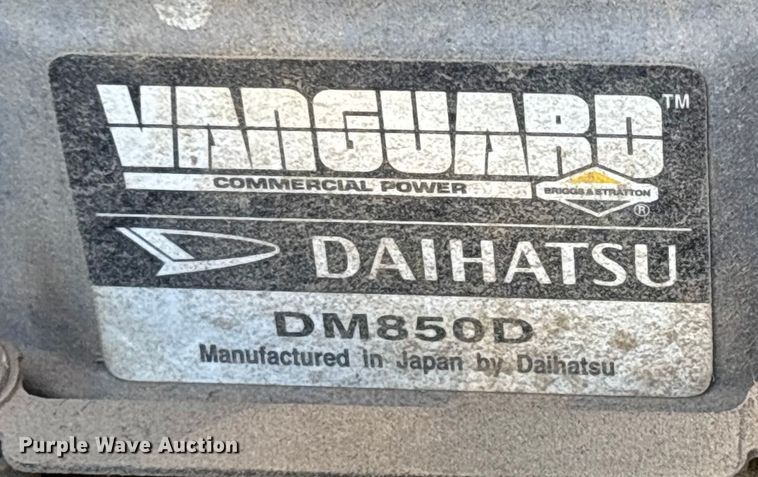 VANGUARD™
COMMERCIAL POWER
BRIGGS & STRATTON
®
DAIHATSU
DM850D
Manufactured in Japan by Daihatsu
Purple Wave Auction